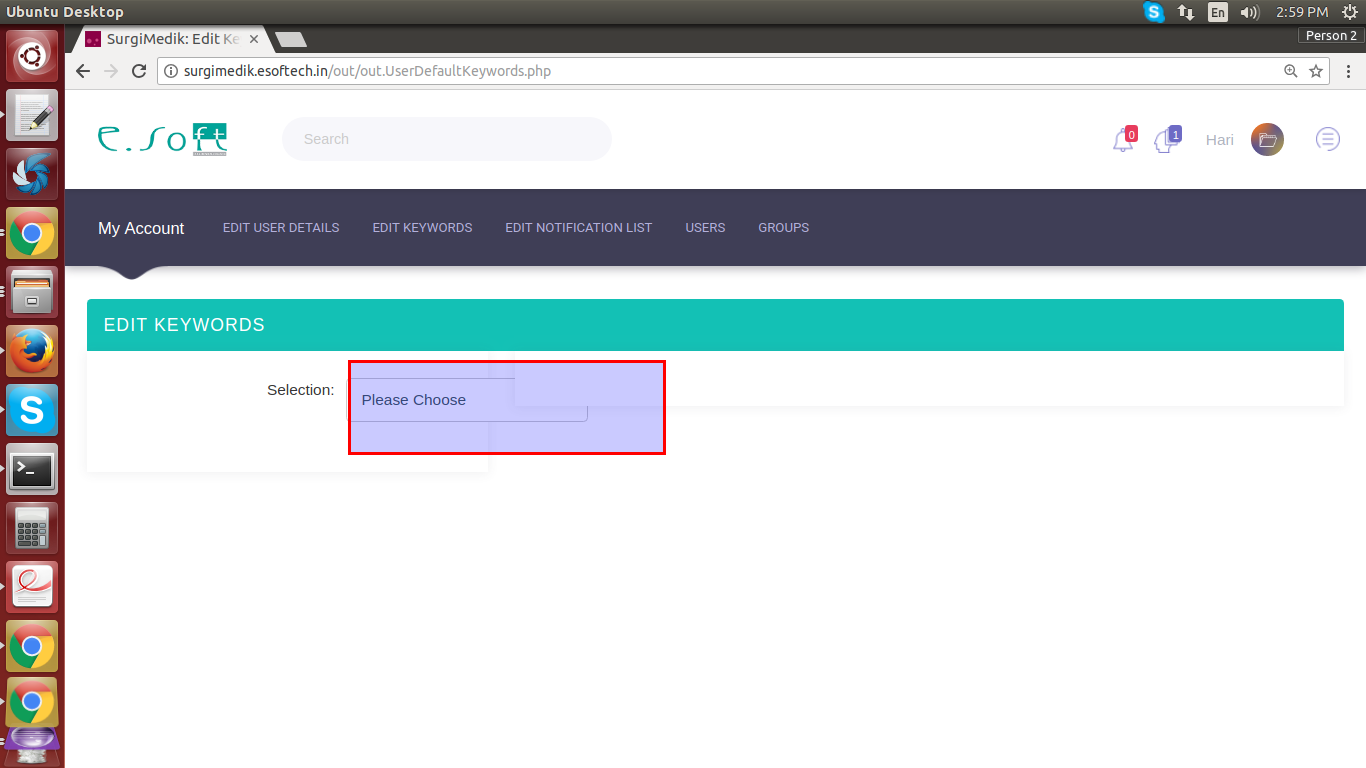 Ubuntu Desktop
En
2:59 PM
SurgiMedik: Edit Ke
Person 2
surgimedik.esoftech.in/out/out.UserDefaultKeywords.php
e.soft
Search
0
1
Hari
My Account
EDIT USER DETAILS
EDIT KEYWORDS
EDIT NOTIFICATION LIST
USERS
GROUPS
EDIT KEYWORDS
Selection:
Please Choose